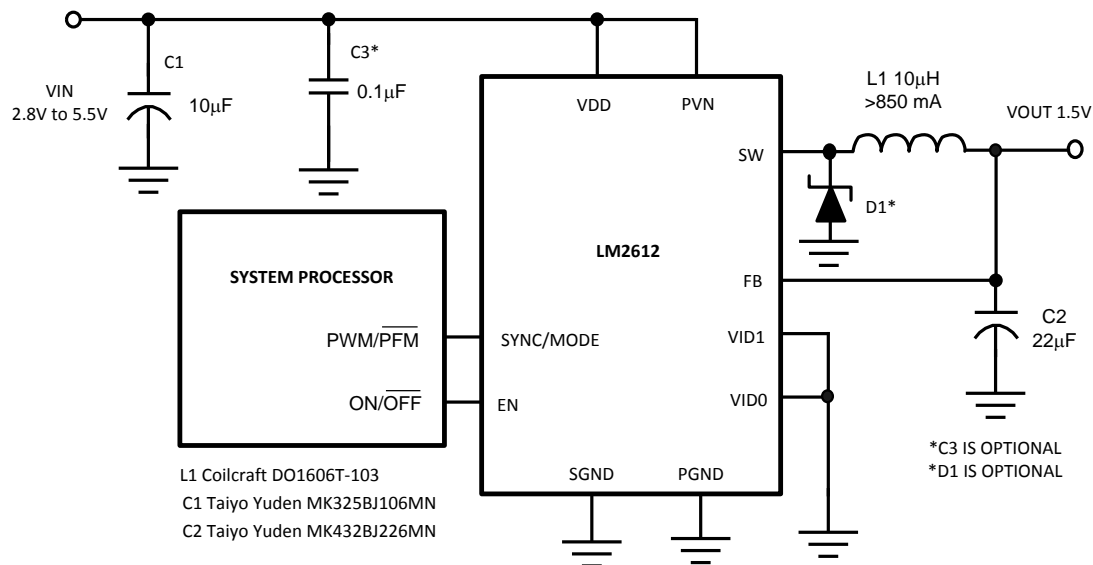 C1
C3*
VIN
2.8V to 5.5V
10µF
0.1µF
VDD
PVN
L1 10µH
>850 mA
VOUT 1.5V
SW
D1*
LM2612
SYSTEM PROCESSOR
FB
PWM/PFM
SYNC/MODE
VID1
C2
22µF
ON/OFF
EN
VID0
*C3 IS OPTIONAL
*D1 IS OPTIONAL
SGND
PGND
L1 Coilcraft DO1606T-103
C1 Taiyo Yuden MK325BJ106MN
C2 Taiyo Yuden MK432BJ226MN